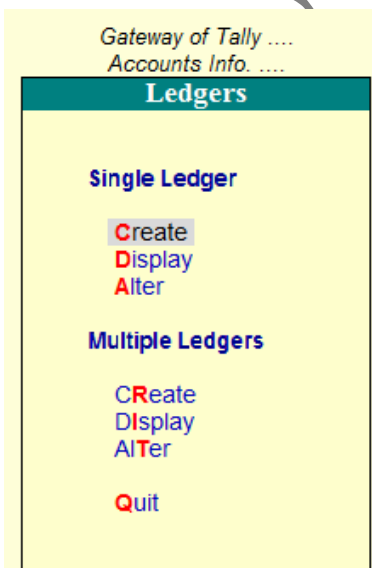 Gateway of Tally ....
Accounts Info. ....
Ledgers
Single Ledger
Create
Display
Alter
Multiple Ledgers
CReate
DIsplay
AlTer
Quit